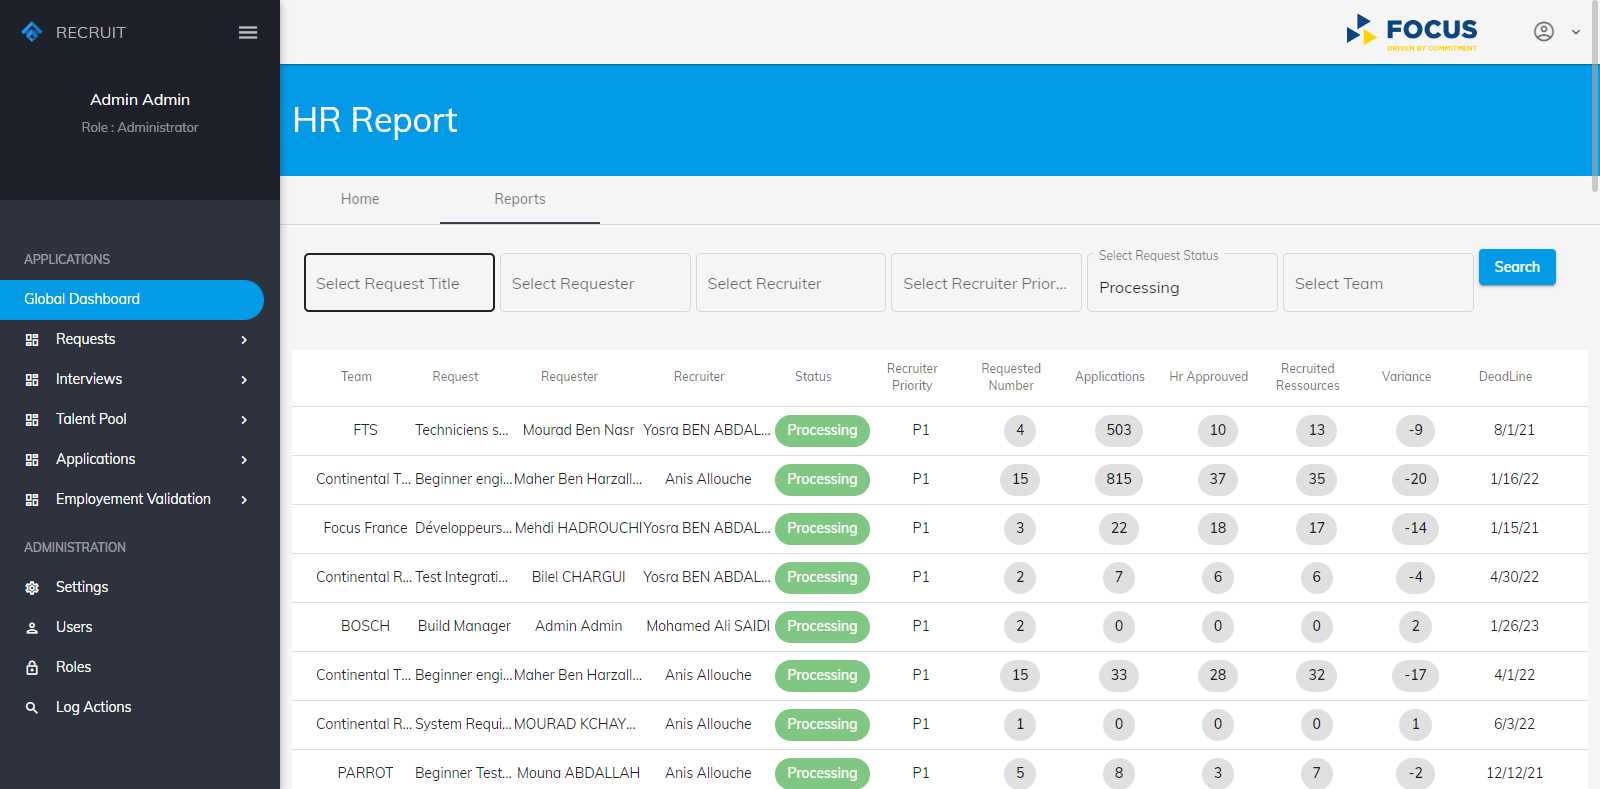 RECRUIT
FOCUS
DRIVEN BY COMMITMENT
Admin Admin
Role : Administrator
HR Report
Home
Reports
APPLICATIONS
Global Dashboard
Requests
Interviews
Talent Pool
Applications
Employement Validation
ADMINISTRATION
Settings
Users
Roles
Log Actions
Select Request Title
Select Requester
Select Recruiter
Select Recruiter Prior...
Select Request Status
Processing
Select Team
Search
Team Request Requester Recruiter Status Recruiter Priority Requested Number Applications Hr Approuved Recruited Ressources Variance DeadLine
FTS Techniciens s... Mourad Ben Nasr Yosra BEN ABDAL... Processing P1 4 503 10 13 -9 8/1/21
Continental T... Beginner engi... Maher Ben Harzall... Anis Allouche Processing P1 15 815 37 35 -20 1/16/22
Focus France Développeurs... Mehdi HADROUCHI Yosra BEN ABDAL... Processing P1 3 22 18 17 -14 1/15/21
Continental R... Test Integrati... Bilel CHARGUI Yosra BEN ABDAL... Processing P1 2 7 6 6 -4 4/30/22
BOSCH Build Manager Admin Admin Mohamed Ali SAIDI Processing P1 2 0 0 0 2 1/26/23
Continental T... Beginner engi... Maher Ben Harzall... Anis Allouche Processing P1 15 33 28 32 -17 4/1/22
Continental R... System Requi... MOURAD KCHAY... Anis Allouche Processing P1 1 0 0 0 1 6/3/22
PARROT Beginner Test... Mouna ABDALLAH Anis Allouche Processing P1 5 8 3 7 -2 12/12/21